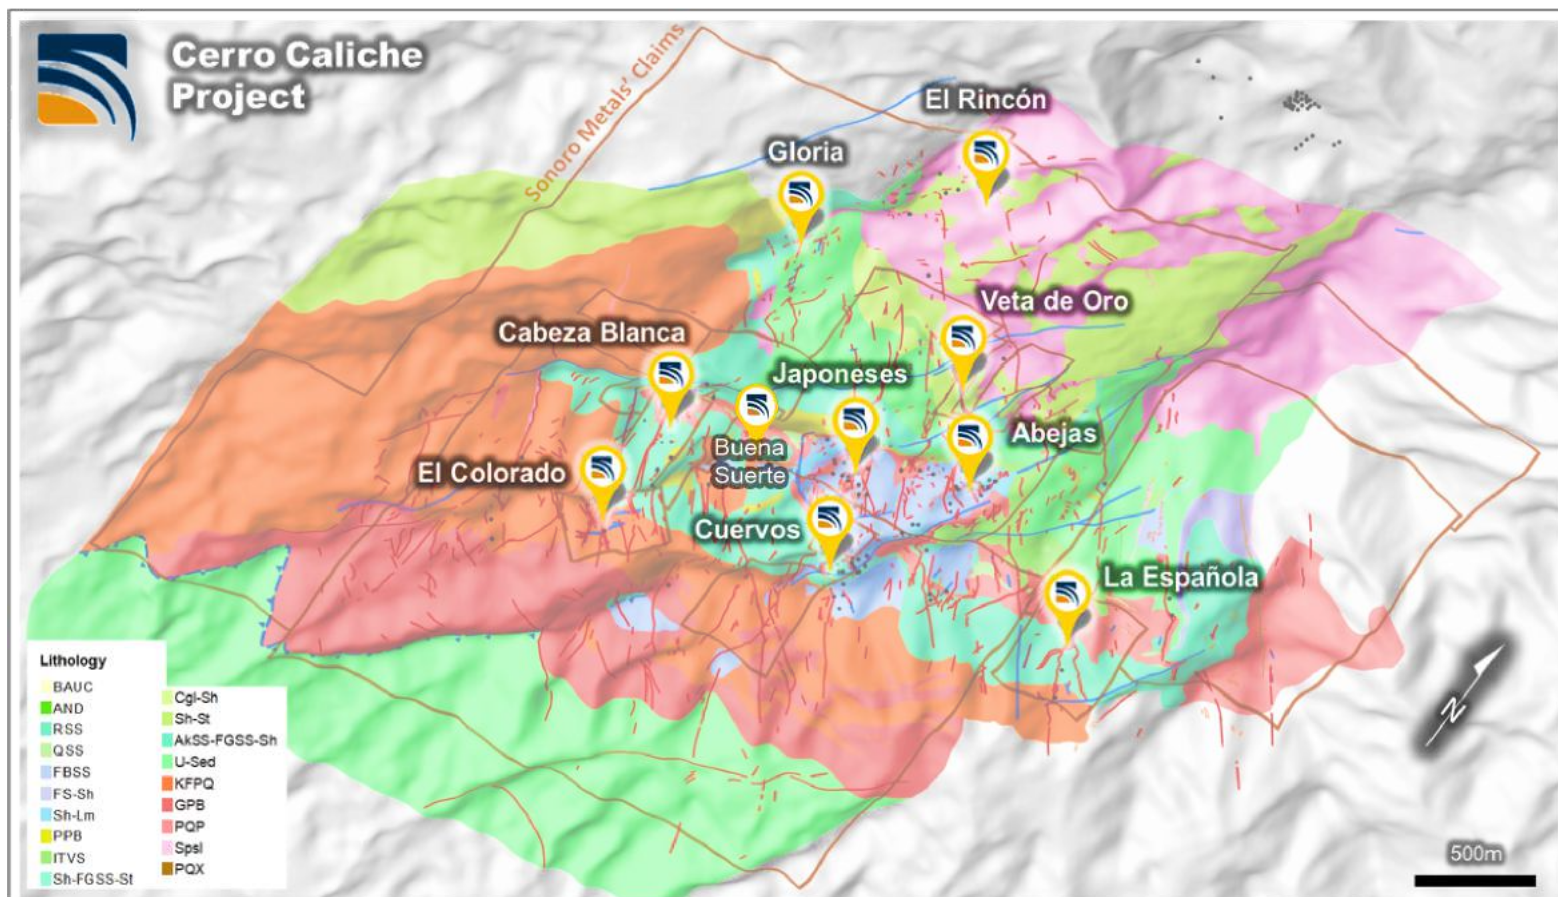 Cerro Caliche
Project
Sonoro Metals' Claims
El Rincón
Gloria
Veta de Oro
Cabeza Blanca
Japoneses
Abejas
Buena
Suerte
El Colorado
Cuervos
La Española
N
500m
Lithology
BAUC
AND
RSS
QSS
FBSS
FS-Sh
Sh-Lm
PPB
ITVS
Sh-FGSS-St
Cgl-Sh
Sh-St
AkSS-FGSS-Sh
U-Sed
KFPQ
GPB
PQP
Spsl
PQX